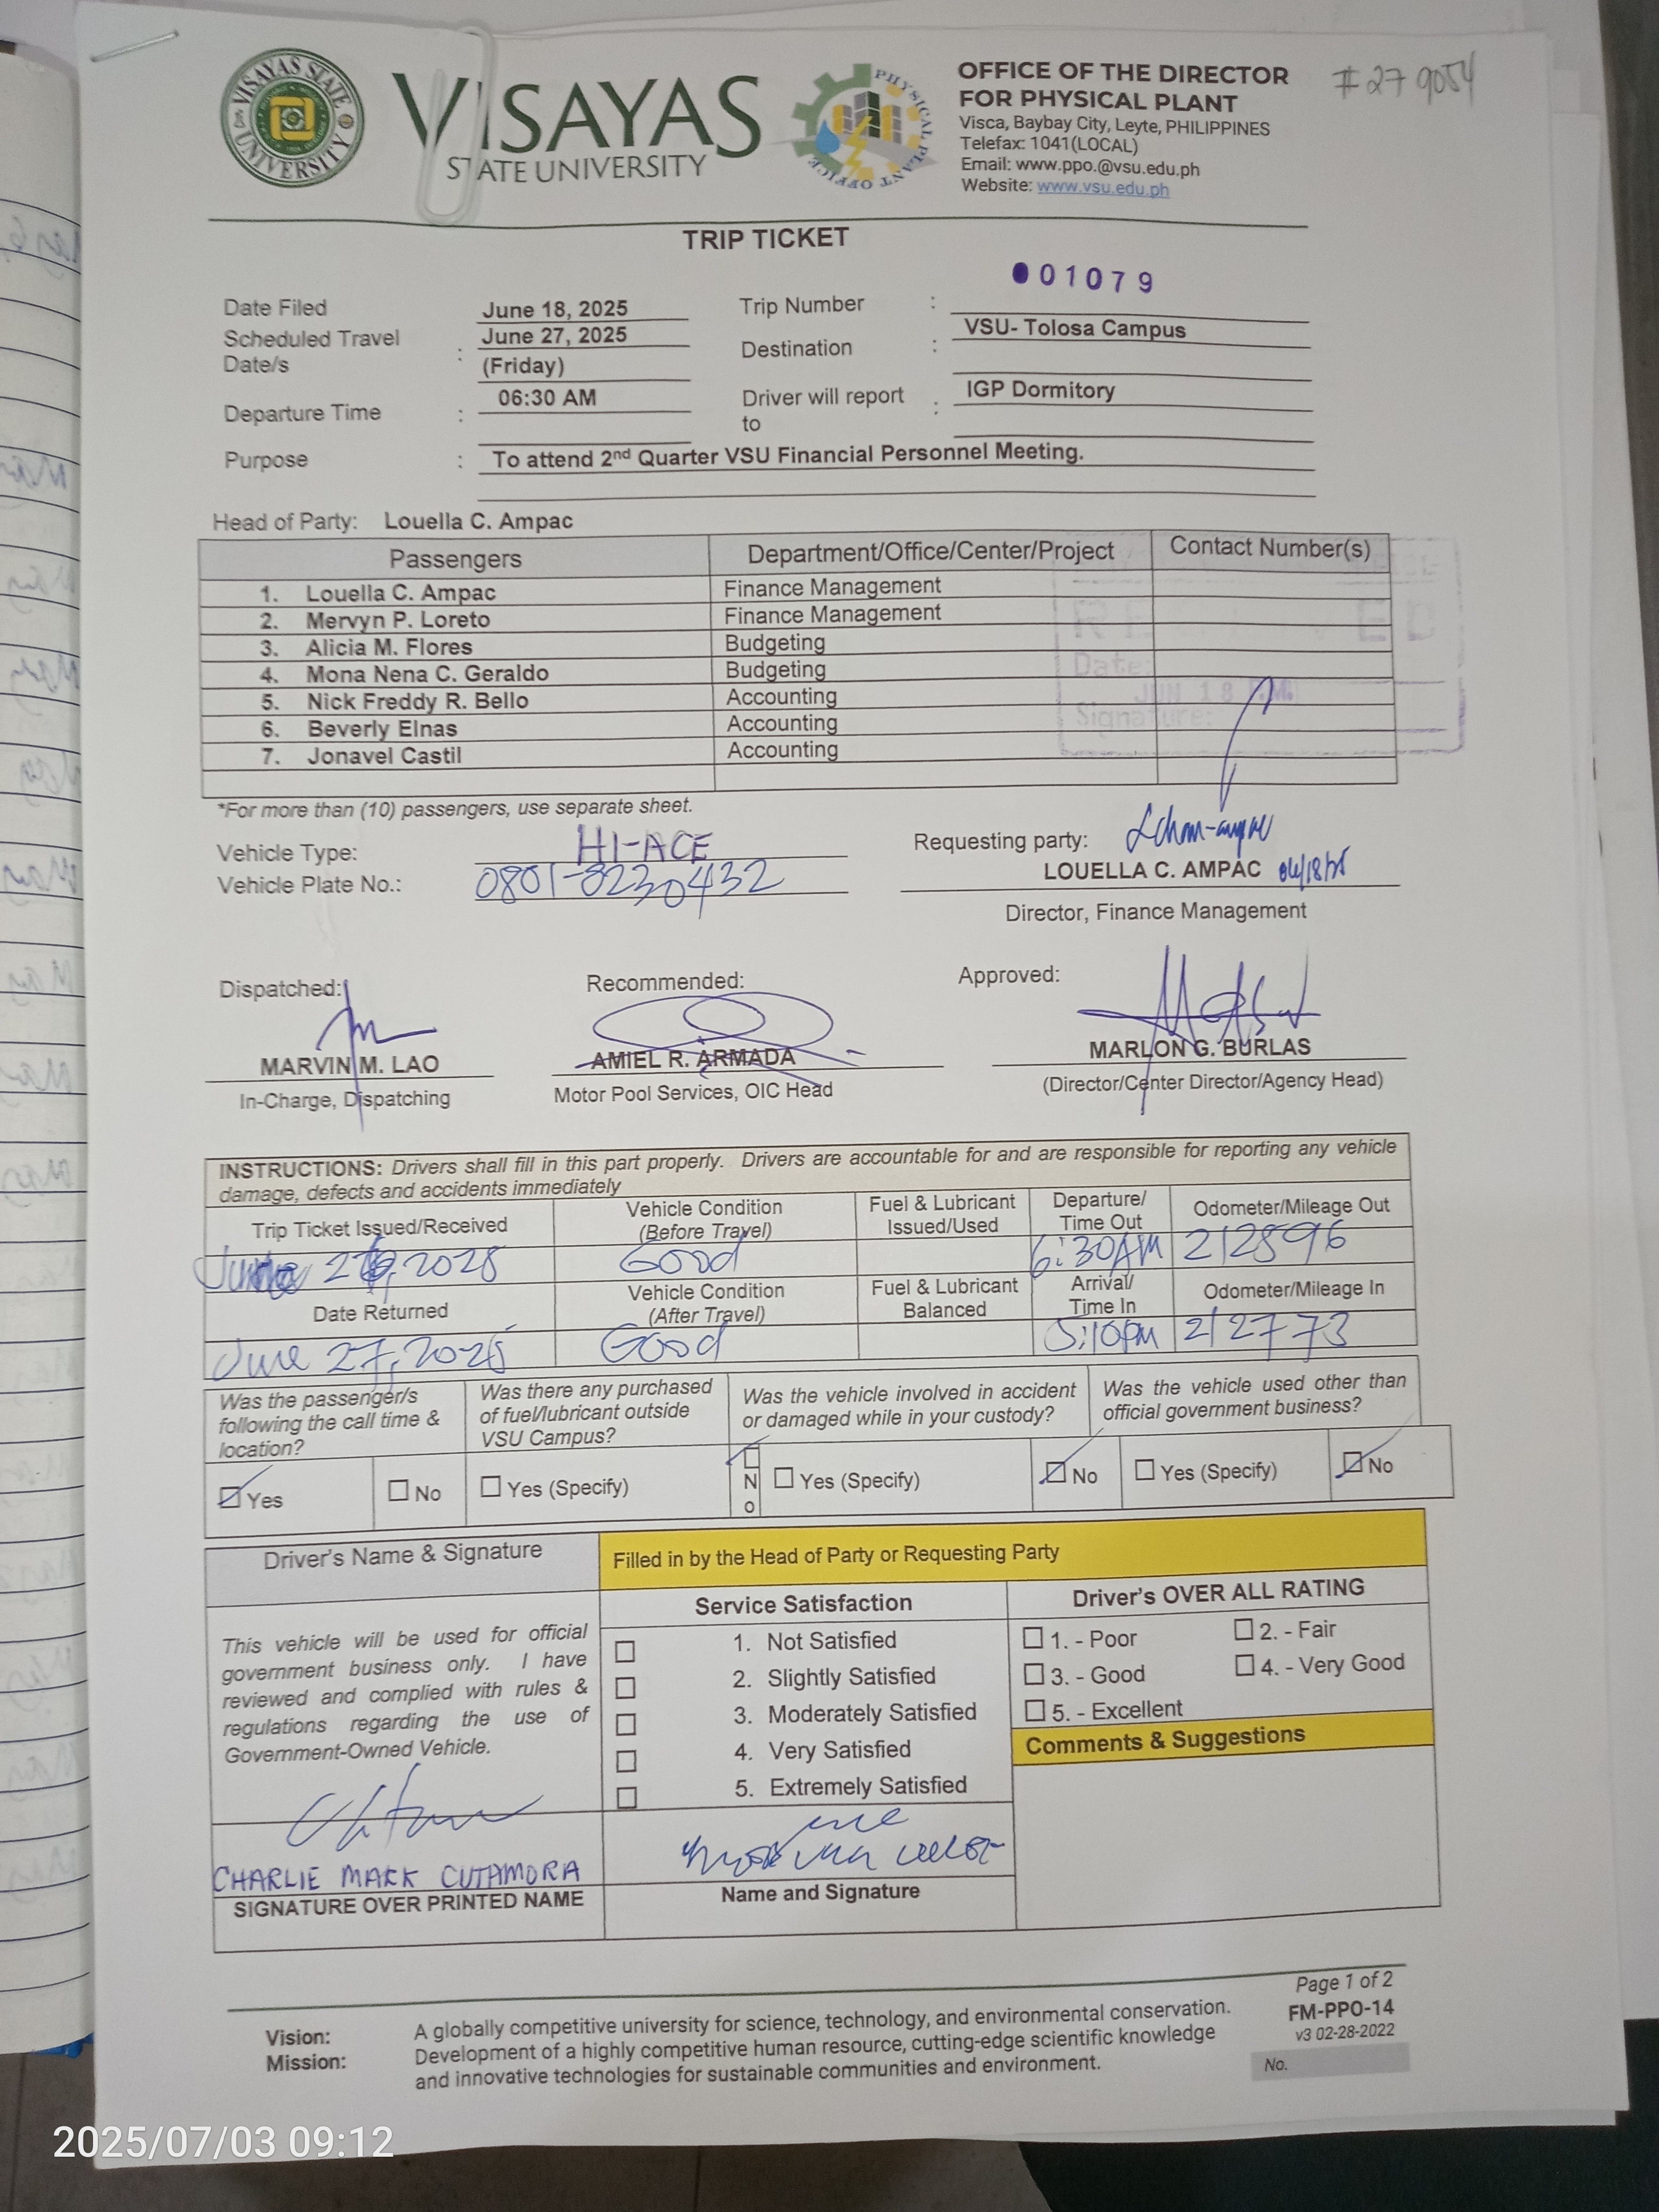 VISAYAS STATE UNIVERSITY
PHYSICAL PLANT OFFICE
VISAYAS
STATE UNIVERSITY
OFFICE OF THE DIRECTOR
FOR PHYSICAL PLANT
Visca, Baybay City, Leyte, PHILIPPINES
Telefax: 1041(LOCAL)
Email: www.ppo.@vsu.edu.ph
Website: www.vsu.edu.ph
#279054
TRIP TICKET
01079
Date Filed June 18, 2025 Trip Number :
Scheduled Travel Date/s : June 27, 2025 (Friday) Destination : VSU- Tolosa Campus
Departure Time : 06:30 AM Driver will report to : IGP Dormitory
Purpose : To attend 2nd Quarter VSU Financial Personnel Meeting.
Head of Party: Louella C. Ampac
Passengers Department/Office/Center/Project Contact Number(s)
1. Louella C. Ampac Finance Management
2. Mervyn P. Loreto Finance Management
3. Alicia M. Flores Budgeting
4. Mona Nena C. Geraldo Budgeting
5. Nick Freddy R. Bello Accounting
6. Beverly Elnas Accounting
7. Jonavel Castil Accounting
Date:
JUN 18
Signature:
*For more than (10) passengers, use separate sheet.
Vehicle Type: HI-ACE
Vehicle Plate No.: 0801-3230432
Requesting party:
LOUELLA C. AMPAC 06/18/25
Director, Finance Management
Dispatched: Recommended: Approved:
MARVIN M. LAO AMIEL R. ARMADA MARLON G. BURLAS
In-Charge, Dispatching Motor Pool Services, OIC Head (Director/Center Director/Agency Head)
INSTRUCTIONS: Drivers shall fill in this part properly. Drivers are accountable for and are responsible for reporting any vehicle
damage, defects and accidents immediately
Trip Ticket Issued/Received Vehicle Condition (Before Travel) Fuel & Lubricant Issued/Used Departure/ Time Out Odometer/Mileage Out
2025 Good 6:30AM 212596
Date Returned Vehicle Condition (After Travel) Fuel & Lubricant Balanced Arrival/ Time In Odometer/Mileage In
June 27, 2025 Good 5:10PM 212773
Was the passenger/s following the call time & location?
Was there any purchased of fuel/lubricant outside VSU Campus?
Was the vehicle involved in accident or damaged while in your custody?
Was the vehicle used other than official government business?
Yes No Yes (Specify) No Yes (Specify) No Yes (Specify) No
Driver's Name & Signature
Filled in by the Head of Party or Requesting Party
This vehicle will be used for official
government business only. I have
reviewed and complied with rules &
regulations regarding the use of
Government-Owned Vehicle.
CHARLIE MARK CUTAMORA
SIGNATURE OVER PRINTED NAME
Service Satisfaction
1. Not Satisfied
2. Slightly Satisfied
3. Moderately Satisfied
4. Very Satisfied
5. Extremely Satisfied
Name and Signature
Driver's OVER ALL RATING
1. - Poor 2. - Fair
3. - Good 4. - Very Good
5. - Excellent
Comments & Suggestions
Page 1 of 2
FM-PPO-14
v3 02-28-2022
No.
Vision: A globally competitive university for science, technology, and environmental conservation.
Mission: Development of a highly competitive human resource, cutting-edge scientific knowledge
and innovative technologies for sustainable communities and environment.
2025/07/03 09:12